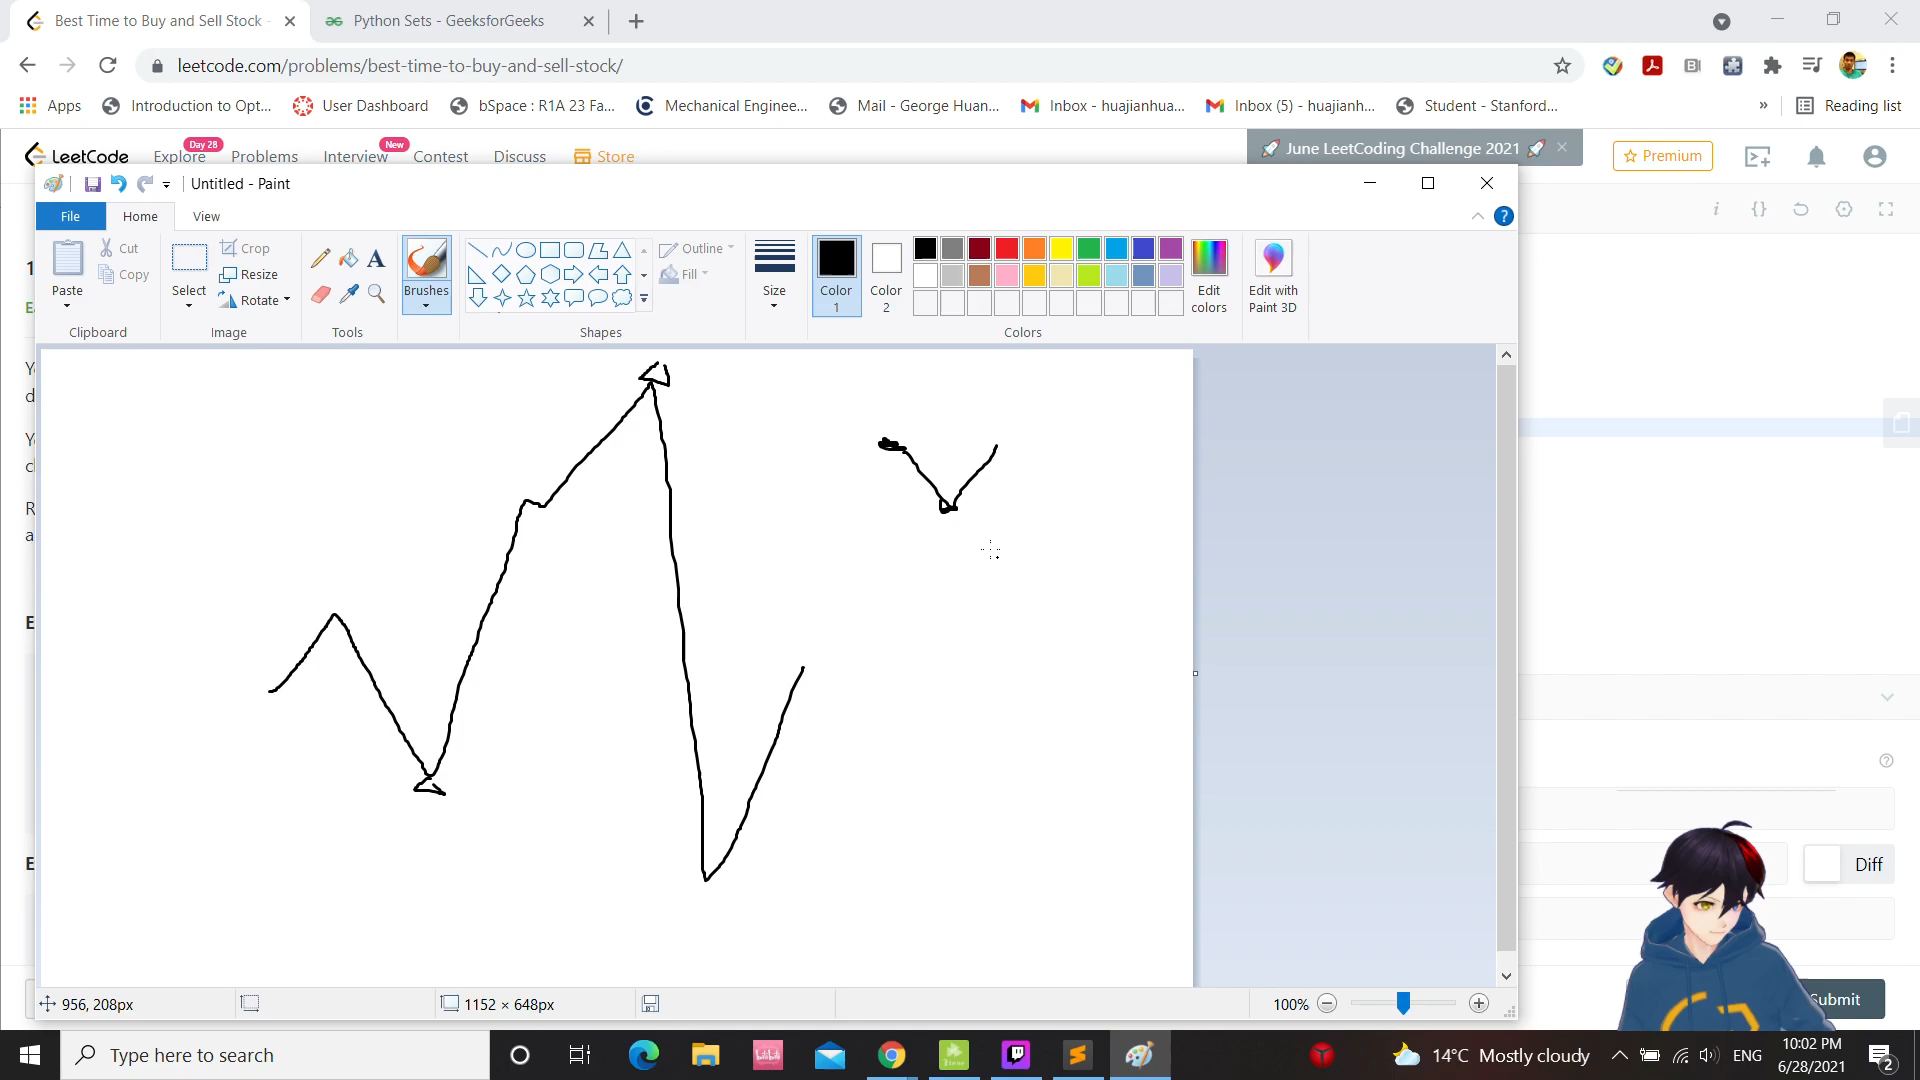 Best Time to Buy and Sell Stock -
Python Sets - GeeksforGeeks
leetcode.com/problems/best-time-to-buy-and-sell-stock/
Apps
Introduction to Opt...
User Dashboard
bSpace : R1A 23 Fa...
Mechanical Enginee...
Mail - George Huan...
Inbox - huajianhua...
Inbox (5) - huajianh...
Student - Stanford...
»
Reading list
LeetCode
Explore
Day 28
Problems
Interview
New
Contest
Discuss
Store
June LeetCoding Challenge 2021
Premium
Untitled - Paint
File
Home
View
Paste
Cut
Copy
Clipboard
Select
Crop
Resize
Rotate
Image
Tools
Brushes
Shapes
Outline
Fill
Size
Color
1
Color
2
Edit
colors
Colors
Edit with
Paint 3D
1
E
Y
d
Y
cl
R
a
E
E
Diff
Submit
956, 208px
1152 × 648px
100%
Type here to search
14°C Mostly cloudy
ENG
10:02 PM
6/28/2021
2